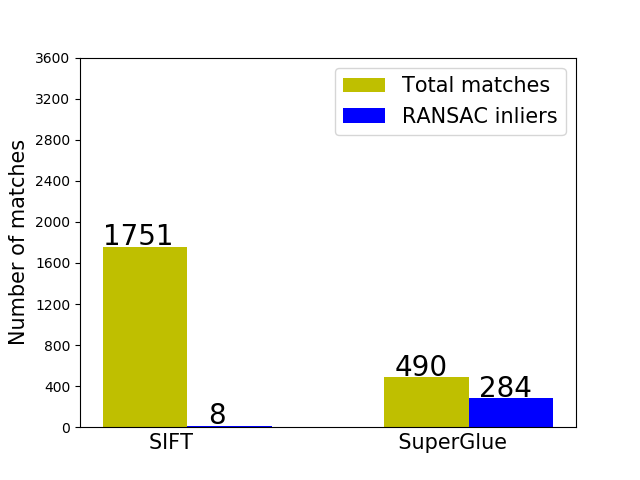 3600
3200
2800
2400
2000
1600
1200
800
400
0
Number of matches
Total matches
RANSAC inliers
1751
8
490
284
SIFT
SuperGlue